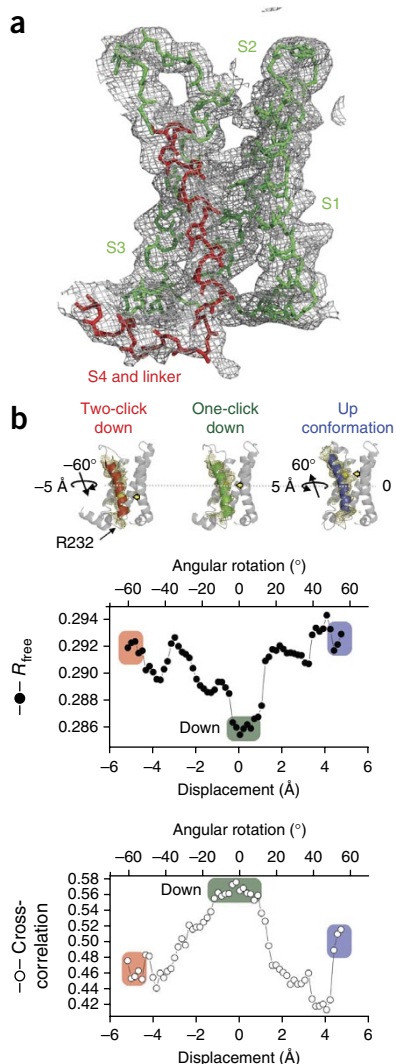 a
S2
S1
S3
S4 and linker
b
Two-click down
One-click down
Up conformation
–60°
–5 Å
60°
5 Å
0
R232
Angular rotation (°)
–60 –40 –20 0 20 40 60
0.294
0.292
0.290
0.288
0.286
–●– R_free
Down
–6 –4 –2 0 2 4 6
Displacement (Å)
Angular rotation (°)
–60 –40 –20 0 20 40 60
0.58
0.56
0.54
0.50
0.46
0.44
0.42
–○– Cross-correlation
Down
–6 –4 –2 0 2 4 6
Displacement (Å)